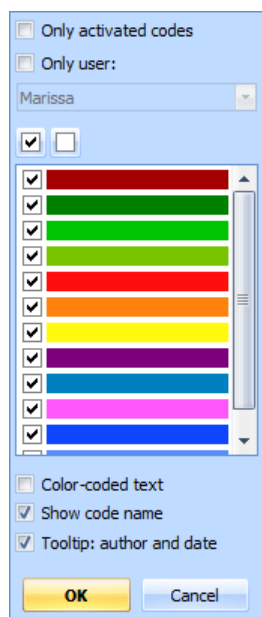 Only activated codes
Only user:
Marissa
Color-coded text
Show code name
Tooltip: author and date
OK Cancel